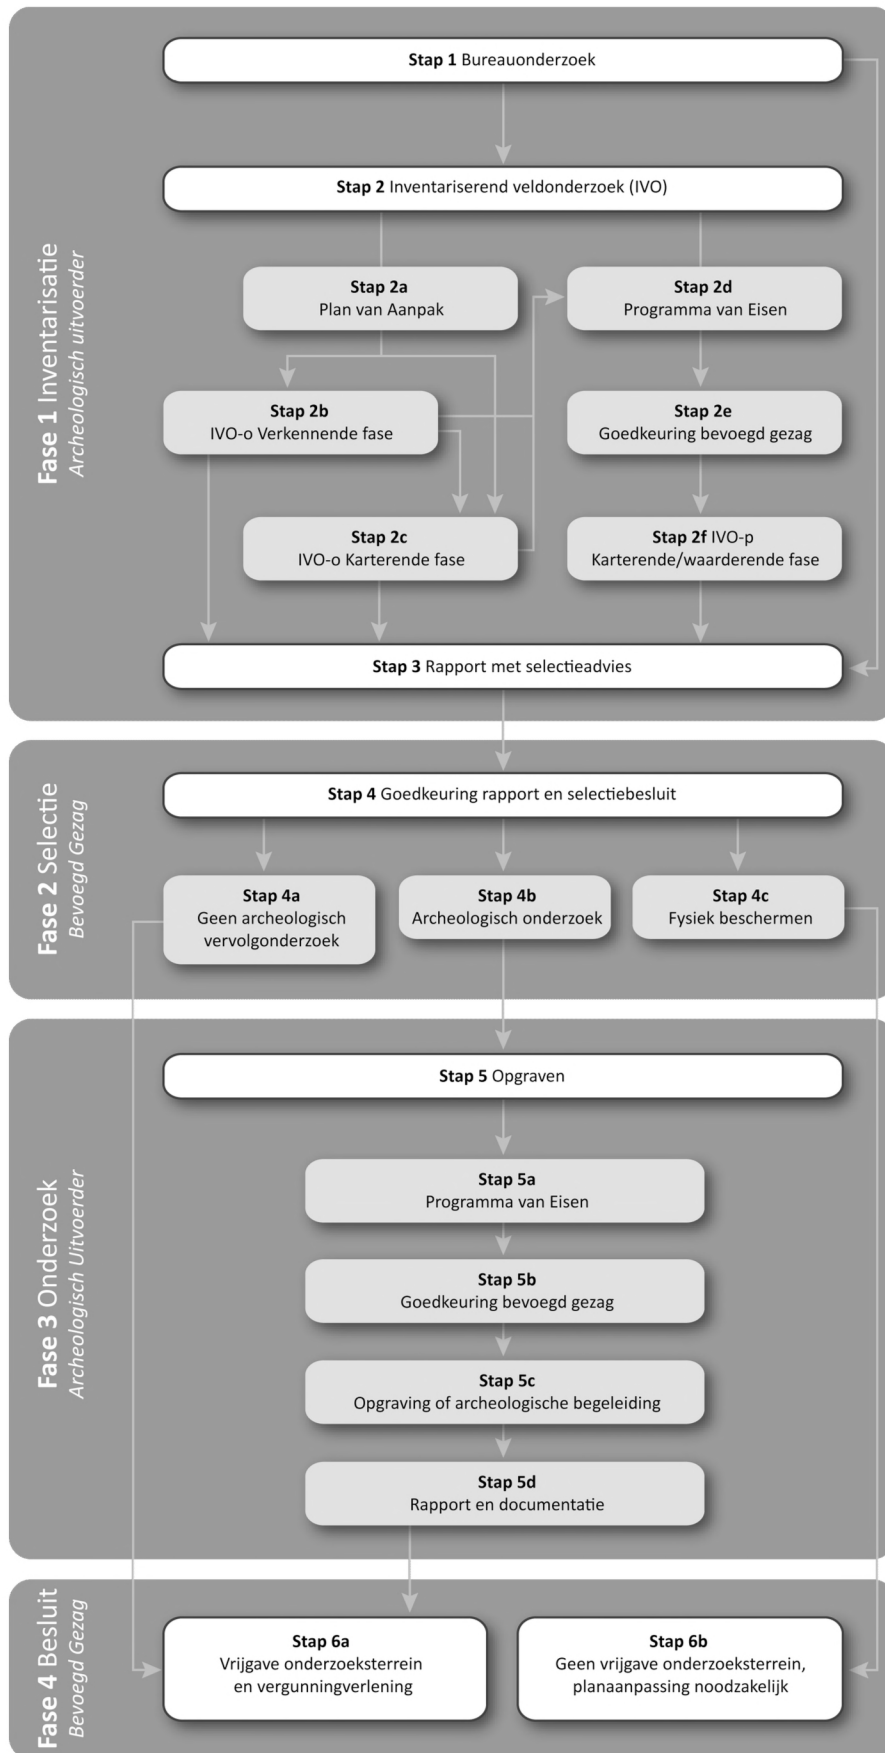 Fase 1 Inventarisatie
Archeologisch uitvoerder
Stap 1 Bureauonderzoek
Stap 2 Inventariserend veldonderzoek (IVO)
Stap 2a
Plan van Aanpak
Stap 2d
Programma van Eisen
Stap 2b
IVO-o Verkennende fase
Stap 2e
Goedkeuring bevoegd gezag
Stap 2c
IVO-o Karterende fase
Stap 2f IVO-p
Karterende/waarderende fase
Stap 3 Rapport met selectieadvies
Fase 2 Selectie
Bevoegd Gezag
Stap 4 Goedkeuring rapport en selectiebesluit
Stap 4a
Geen archeologisch
vervolgonderzoek
Stap 4b
Archeologisch onderzoek
Stap 4c
Fysiek beschermen
Fase 3 Onderzoek
Archeologisch Uitvoerder
Stap 5 Opgraven
Stap 5a
Programma van Eisen
Stap 5b
Goedkeuring bevoegd gezag
Stap 5c
Opgraving of archeologische begeleiding
Stap 5d
Rapport en documentatie
Fase 4 Besluit
Bevoegd Gezag
Stap 6a
Vrijgave onderzoeksterrein
en vergunningverlening
Stap 6b
Geen vrijgave onderzoeksterrein,
planaanpassing noodzakelijk